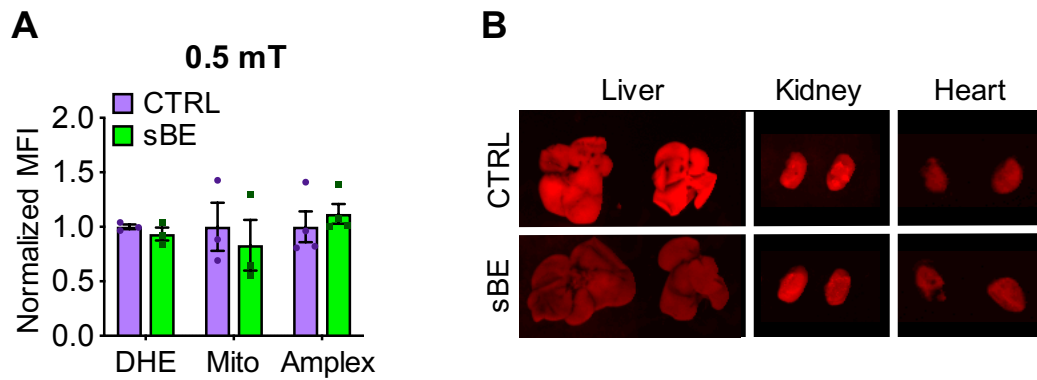 A
0.5 mT
CTRL
sBE
Normalized MFI
2.0
1.5
1.0
0.5
0.0
DHE Mito Amplex
B
Liver Kidney Heart
CTRL
sBE